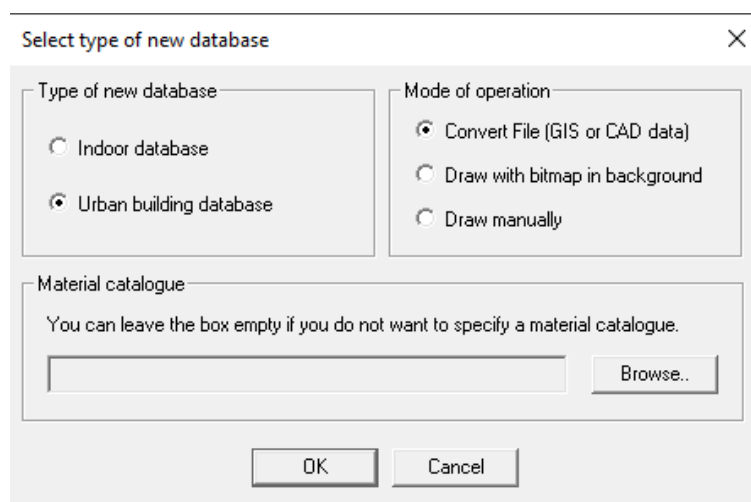 Select type of new database
Type of new database
Indoor database
Urban building database
Mode of operation
Convert File (GIS or CAD data)
Draw with bitmap in background
Draw manually
Material catalogue
You can leave the box empty if you do not want to specify a material catalogue.
Browse..
OK
Cancel